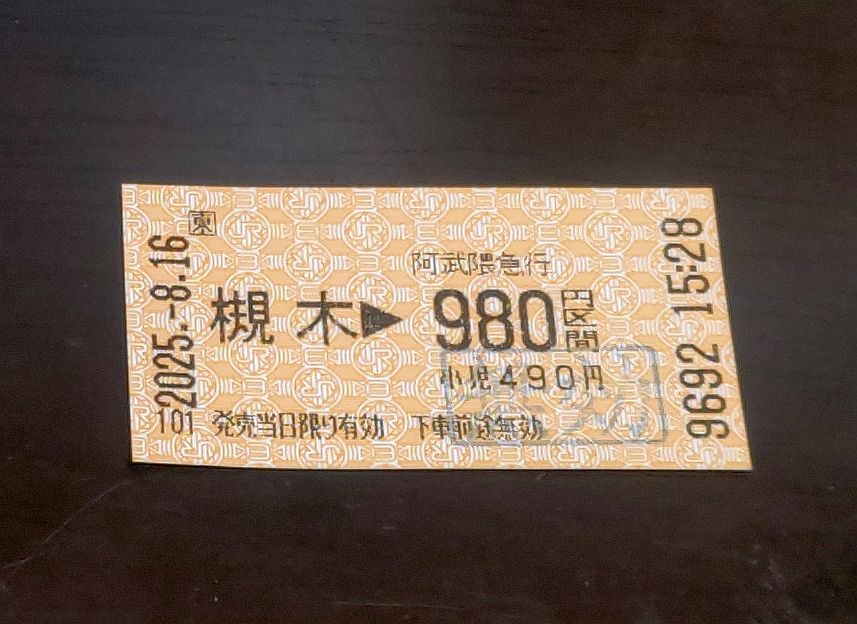 東
2025.-8.16
阿武隈急行
槻木▶980円区間
小児490円
101 発売当日限り有効 下車前途無効
9692 15:28